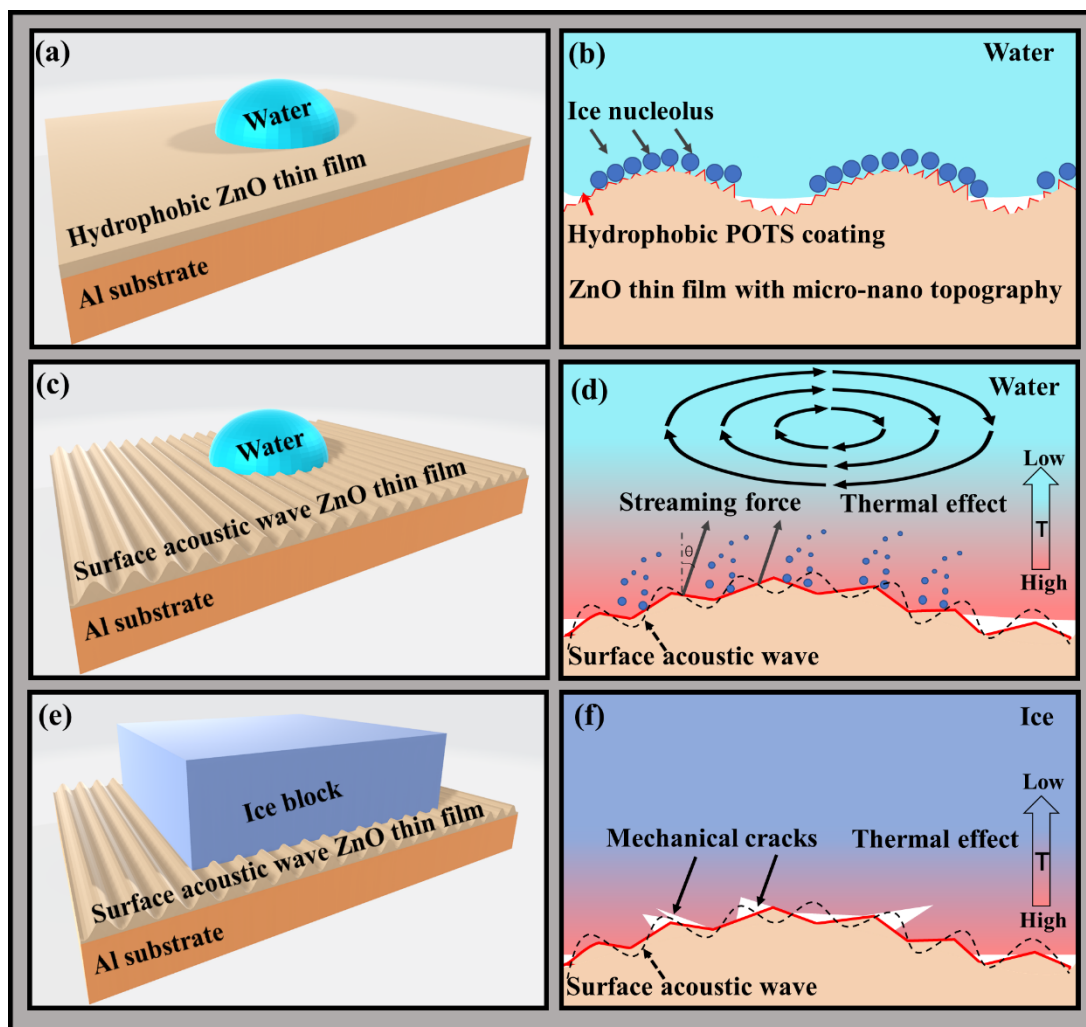 (a)
Water
Hydrophobic ZnO thin film
Al substrate
(b)
Water
Ice nucleolus
Hydrophobic POTS coating
ZnO thin film with micro-nano topography
(c)
Water
Surface acoustic wave ZnO thin film
Al substrate
(d)
Water
Low
Streaming force
Thermal effect
T
θ
High
Surface acoustic wave
(e)
Ice block
Surface acoustic wave ZnO thin film
Al substrate
(f)
Ice
Low
Mechanical cracks
Thermal effect
T
High
Surface acoustic wave